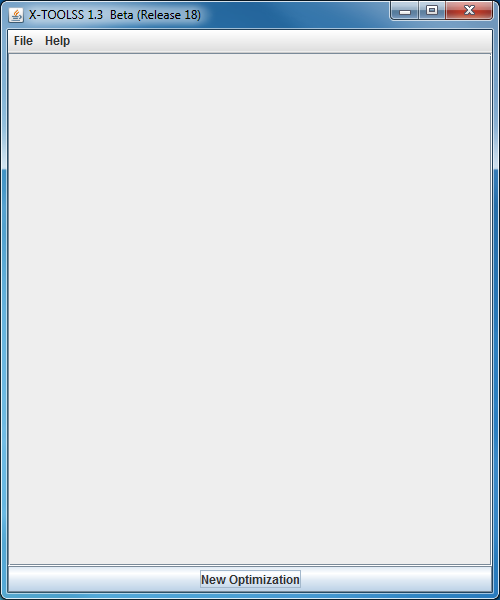 X-TOOLSS 1.3  Beta (Release 18)
File Help
New Optimization